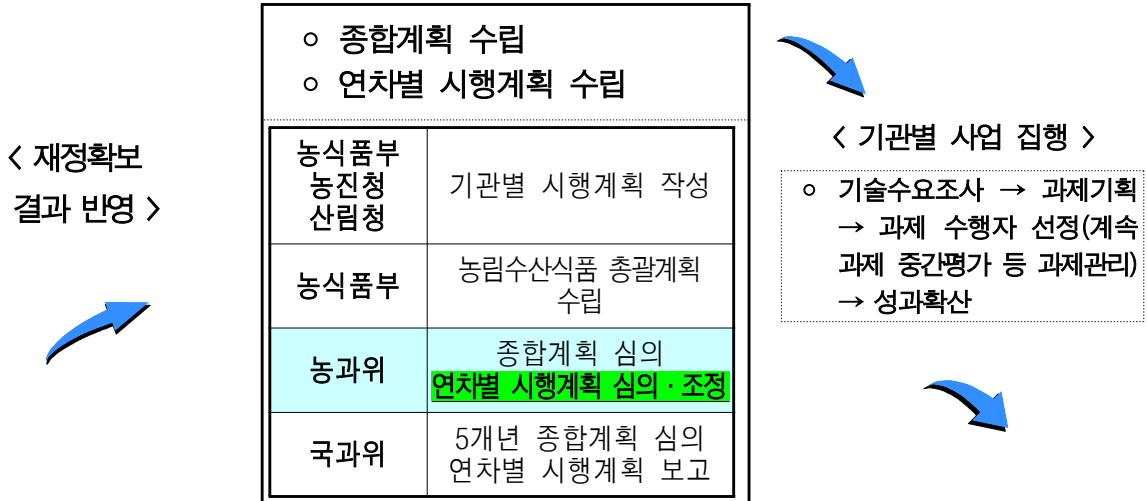 ○ 종합계획 수립
○ 연차별 시행계획 수립
< 재정확보
결과 반영 >
농식품부
농진청
산림청
기관별 시행계획 작성
농식품부
농림수산식품 총괄계획
수립
농과위
종합계획 심의
연차별 시행계획 심의·조정
국과위
5개년 종합계획 심의
연차별 시행계획 보고
< 기관별 사업 집행 >
○ 기술수요조사 → 과제기획
→ 과제 수행자 선정(계속
과제 중간평가 등 과제관리)
→ 성과확산